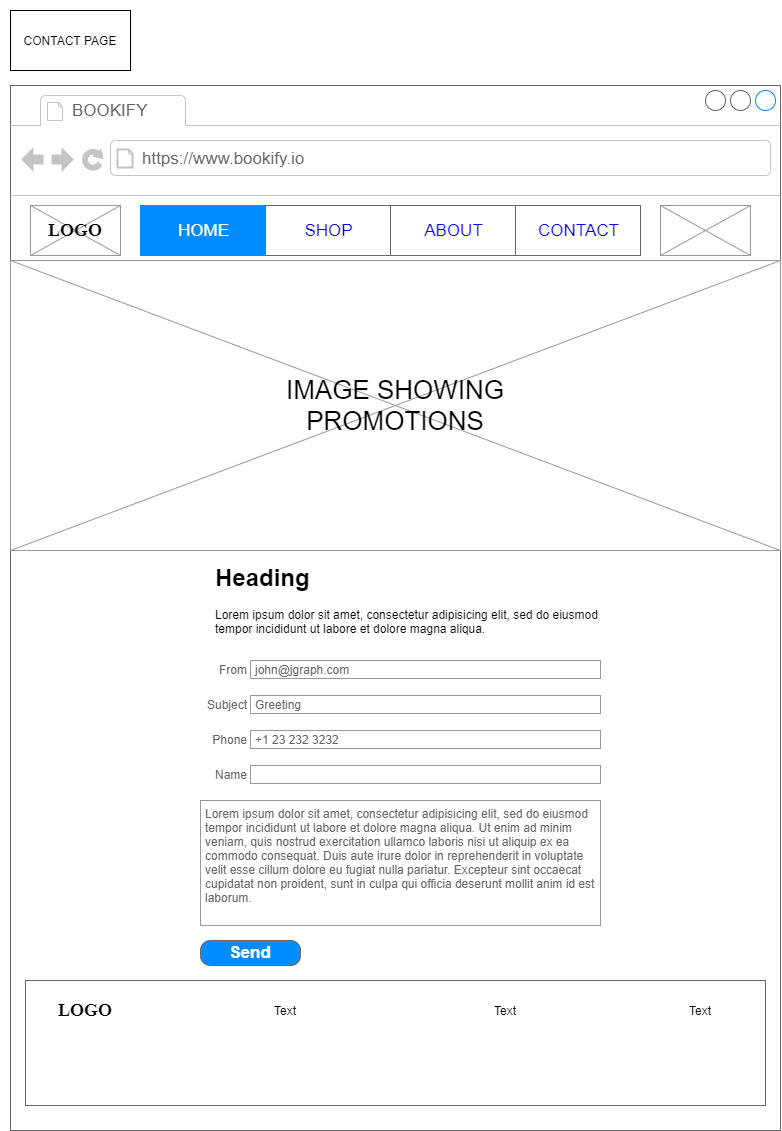 CONTACT PAGE
BOOKIFY
https://www.bookify.io
LOGO
HOME
SHOP
ABOUT
CONTACT
IMAGE SHOWING
PROMOTIONS
Heading
Lorem ipsum dolor sit amet, consectetur adipisicing elit, sed do eiusmod
tempor incididunt ut labore et dolore magna aliqua.
From john@jgraph.com
Subject Greeting
Phone +1 23 232 3232
Name
Lorem ipsum dolor sit amet, consectetur adipisicing elit, sed do eiusmod
tempor incididunt ut labore et dolore magna aliqua. Ut enim ad minim
veniam, quis nostrud exercitation ullamco laboris nisi ut aliquip ex ea
commodo consequat. Duis aute irure dolor in reprehenderit in voluptate
velit esse cillum dolore eu fugiat nulla pariatur. Excepteur sint occaecat
cupidatat non proident, sunt in culpa qui officia deserunt mollit anim id est
laborum.
Send
LOGO
Text
Text
Text